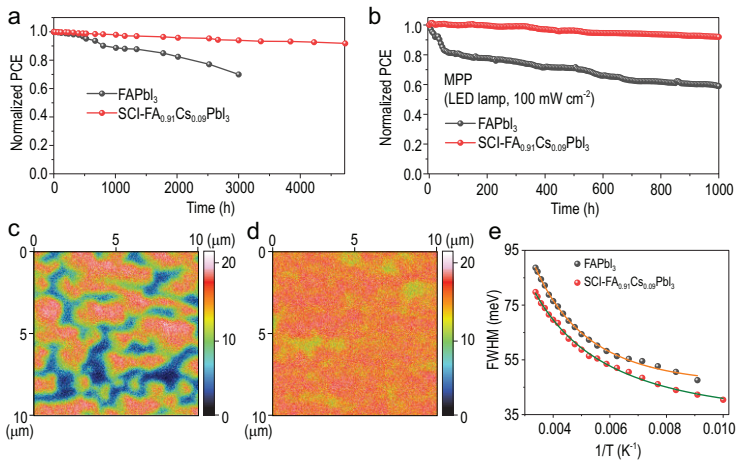 a
Normalized PCE
1.0
0.8
0.6
0.4
0.2
0
FAPbI₃
SCI-FA₀.₉₁Cs₀.₀₉PbI₃
0 1000 2000 3000 4000
Time (h)
b
Normalized PCE
1.0
0.8
0.6
0.4
0.2
0.0
MPP
(LED lamp, 100 mW cm⁻²)
FAPbI₃
SCI-FA₀.₉₁Cs₀.₀₉PbI₃
0 200 400 600 800 1000
Time (h)
c
0 5 10 (μm)
0
5
10
(μm)
20
10
0
d
0 5 10 (μm)
0
5
10
(μm)
20
10
0
e
FWHM (meV)
95
75
55
35
FAPbI₃
SCI-FA₀.₉₁Cs₀.₀₉PbI₃
0.004 0.006 0.008 0.010
1/T (K⁻¹)